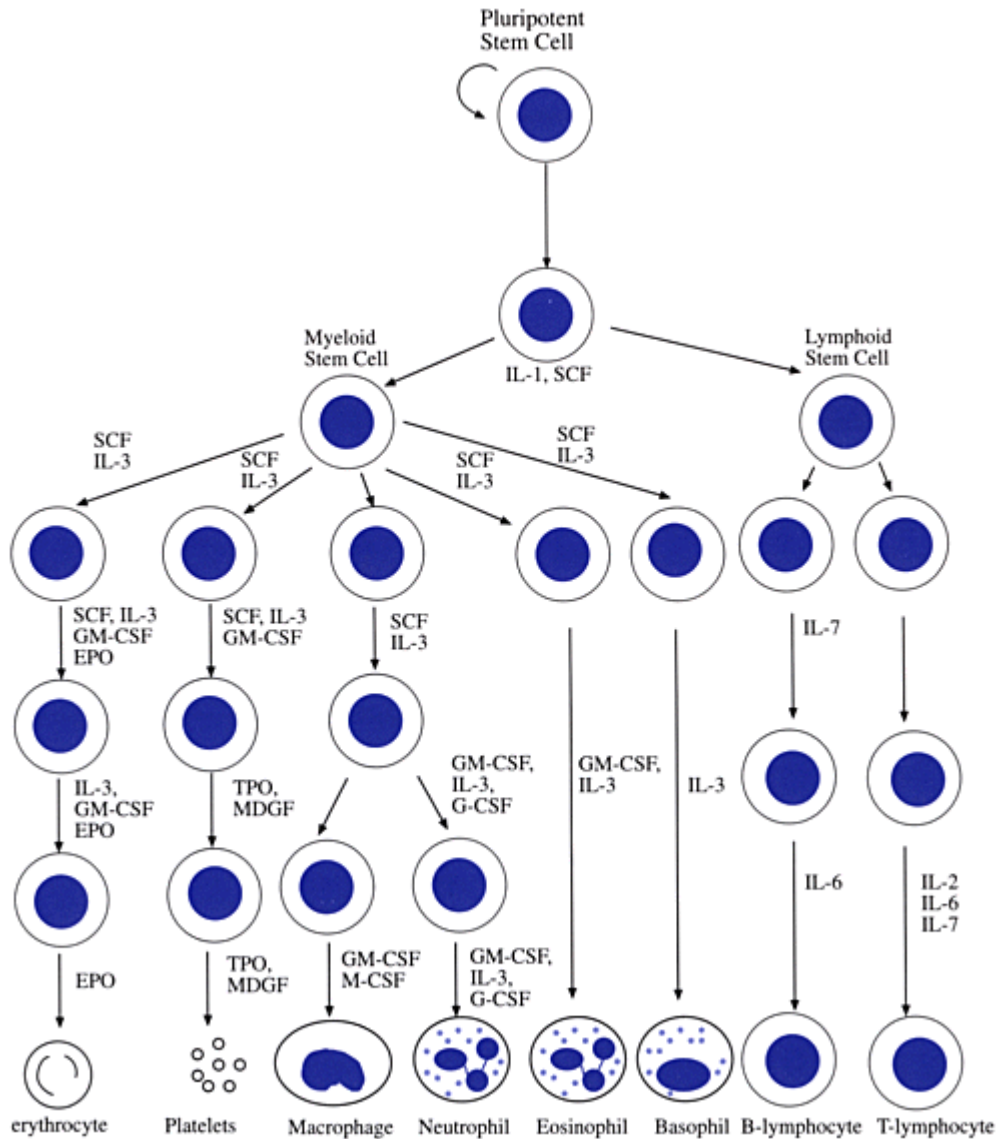 Pluripotent
Stem Cell
Myeloid
Stem Cell
IL-1, SCF
Lymphoid
Stem Cell
SCF
IL-3
SCF
IL-3
SCF
IL-3
SCF
IL-3
SCF, IL-3
GM-CSF
EPO
SCF, IL-3
GM-CSF
SCF
IL-3
IL-7
IL-3,
GM-CSF
EPO
TPO,
MDGF
GM-CSF,
IL-3,
G-CSF
GM-CSF,
IL-3
IL-3
IL-6
IL-2
IL-6
IL-7
EPO
TPO,
MDGF
GM-CSF
M-CSF
GM-CSF,
IL-3,
G-CSF
erythrocyte
Platelets
Macrophage
Neutrophil
Eosinophil
Basophil
B-lymphocyte
T-lymphocyte